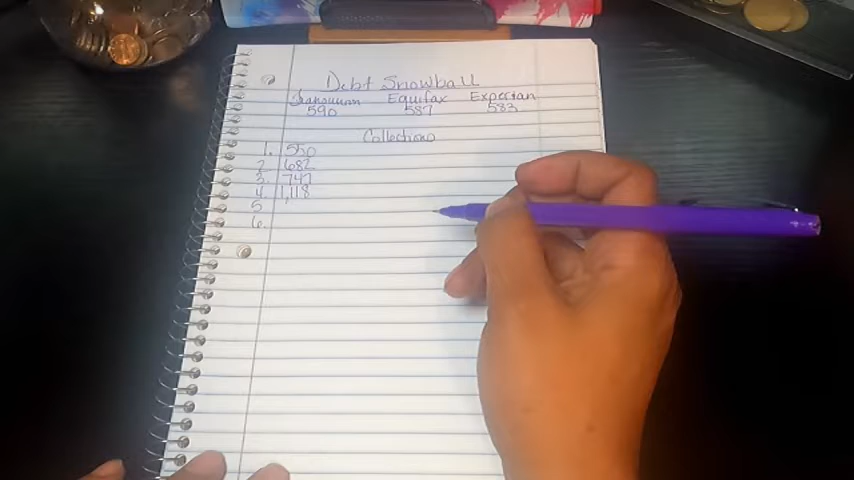 Debt Snowball
Transunion Equifax Experian
590 587 583
Collections
1. 550
2. 682
3. 747
4. 1,118
5
6.